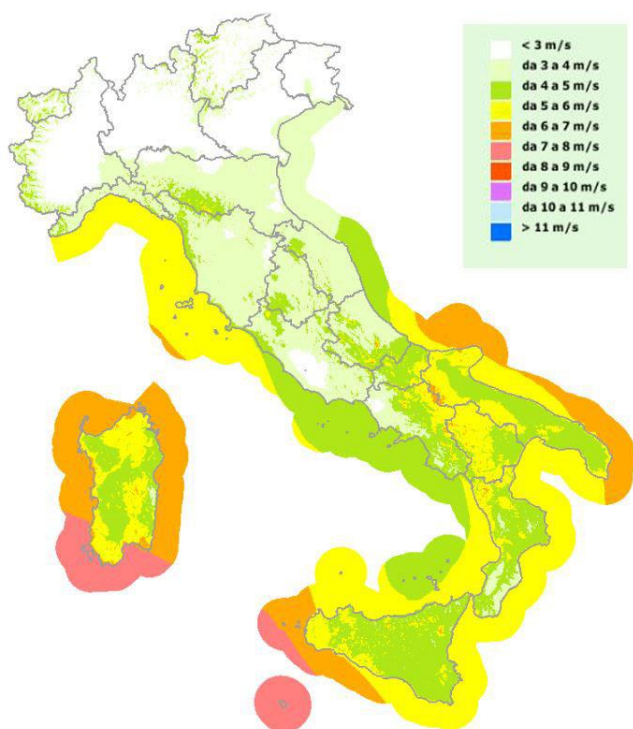 < 3 m/s
da 3 a 4 m/s
da 4 a 5 m/s
da 5 a 6 m/s
da 6 a 7 m/s
da 7 a 8 m/s
da 8 a 9 m/s
da 9 a 10 m/s
da 10 a 11 m/s
> 11 m/s